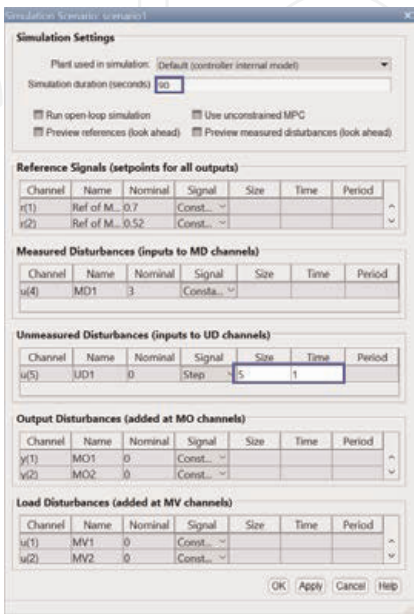 Simulation Scenario: scenario1
Simulation Settings
Plant used in simulation: Default (controller internal model)
Simulation duration (seconds) 90
Run open-loop simulation Use unconstrained MPC
Preview references (look ahead) Preview measured disturbances (look ahead)
Reference Signals (setpoints for all outputs)
Channel Name Nominal Signal Size Time Period
r(1) Ref of M... 0.7 Const...
r(2) Ref of M... 0.52 Const...
Measured Disturbances (inputs to MD channels)
Channel Name Nominal Signal Size Time Period
u(4) MD1 3 Consta...
Unmeasured Disturbances (inputs to UD channels)
Channel Name Nominal Signal Size Time Period
u(5) UD1 0 Step 5 1
Output Disturbances (added at MO channels)
Channel Name Nominal Signal Size Time Period
y(1) MO1 0 Const...
y(2) MO2 0 Const...
Load Disturbances (added at MV channels)
Channel Name Nominal Signal Size Time Period
u(1) MV1 0 Const...
u(2) MV2 0 Const...
OK Apply Cancel Help